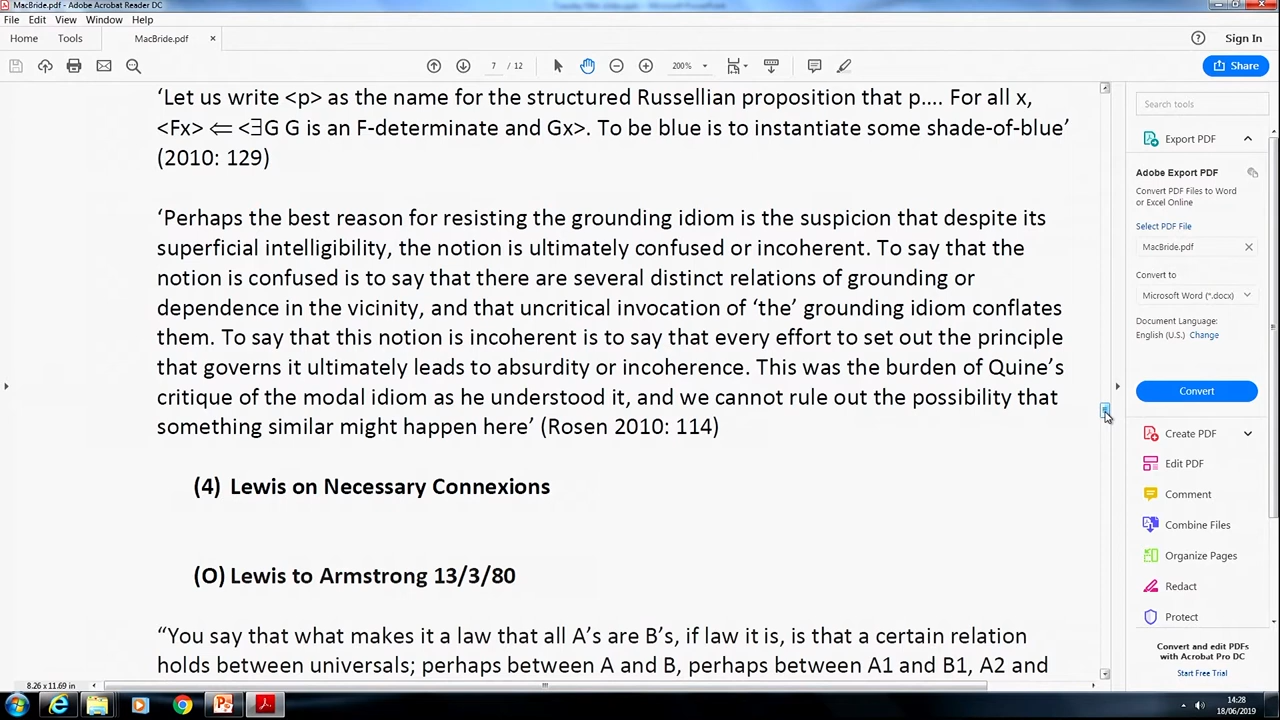 MacBride.pdf - Adobe Acrobat Reader DC
File Edit View Window Help
Home Tools MacBride.pdf × Sign In
7 / 12 200% Share
‘Let us write <p> as the name for the structured Russellian proposition that p.... For all x,
<Fx> ⇐ <∃G G is an F-determinate and Gx>. To be blue is to instantiate some shade-of-blue’
(2010: 129)
‘Perhaps the best reason for resisting the grounding idiom is the suspicion that despite its
superficial intelligibility, the notion is ultimately confused or incoherent. To say that the
notion is confused is to say that there are several distinct relations of grounding or
dependence in the vicinity, and that uncritical invocation of ‘the’ grounding idiom conflates
them. To say that this notion is incoherent is to say that every effort to set out the principle
that governs it ultimately leads to absurdity or incoherence. This was the burden of Quine’s
critique of the modal idiom as he understood it, and we cannot rule out the possibility that
something similar might happen here’ (Rosen 2010: 114)
(4) Lewis on Necessary Connexions
(O) Lewis to Armstrong 13/3/80
“You say that what makes it a law that all A’s are B’s, if law it is, is that a certain relation
holds between universals; perhaps between A and B, perhaps between A1 and B1, A2 and
8.26 x 11.69 in
Search tools
Export PDF
Adobe Export PDF
Convert PDF Files to Word
or Excel Online
Select PDF File
MacBride.pdf
Convert to
Microsoft Word (*.docx)
Document Language:
English (U.S.) Change
Convert
Create PDF
Edit PDF
Comment
Combine Files
Organize Pages
Redact
Protect
Convert and edit PDFs
with Acrobat Pro DC
Start Free Trial
14:28
18/06/2019